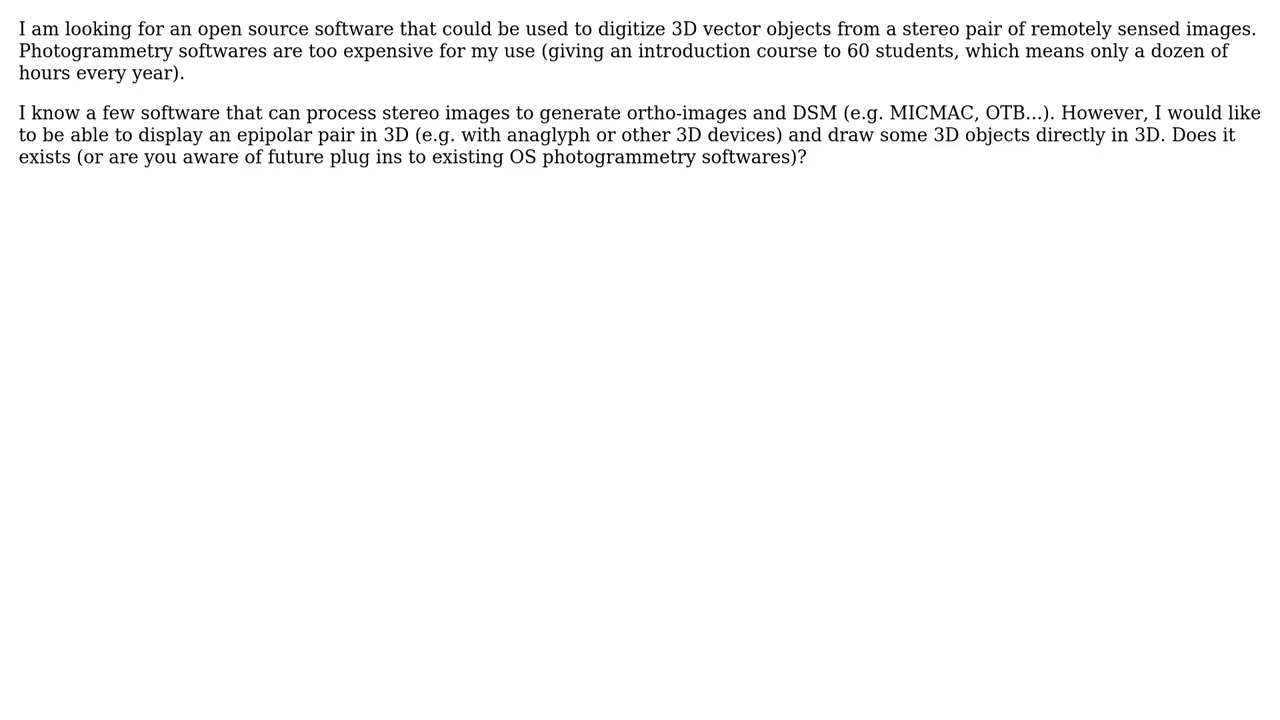 I am looking for an open source software that could be used to digitize 3D vector objects from a stereo pair of remotely sensed images.
Photogrammetry softwares are too expensive for my use (giving an introduction course to 60 students, which means only a dozen of
hours every year).
I know a few software that can process stereo images to generate ortho-images and DSM (e.g. MICMAC, OTB...). However, I would like
to be able to display an epipolar pair in 3D (e.g. with anaglyph or other 3D devices) and draw some 3D objects directly in 3D. Does it
exists (or are you aware of future plug ins to existing OS photogrammetry softwares)?